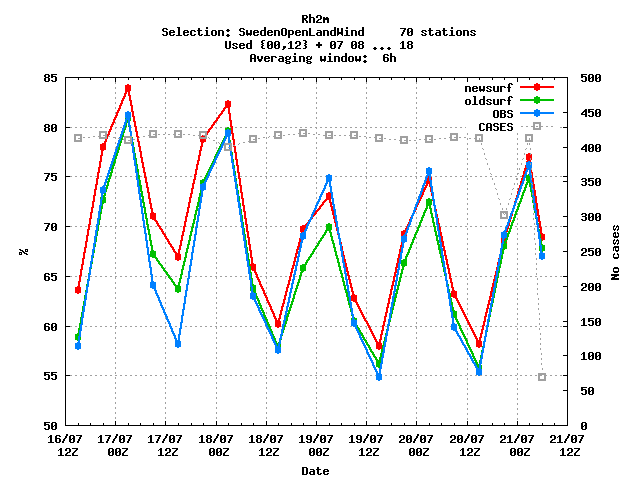 Rh2m
Selection: SwedenOpenLandWind     70 stations
Used {00,12} + 07 08 ... 18
Averaging window:  6h
85
80
75
70
65
60
55
50
%
newsurf
oldsurf
OBS
CASES
500
450
400
350
300
250
200
150
100
50
0
No cases
16/07 17/07 17/07 18/07 18/07 19/07 19/07 20/07 20/07 21/07 21/07
12Z 00Z 12Z 00Z 12Z 00Z 12Z 00Z 12Z 00Z 12Z
Date